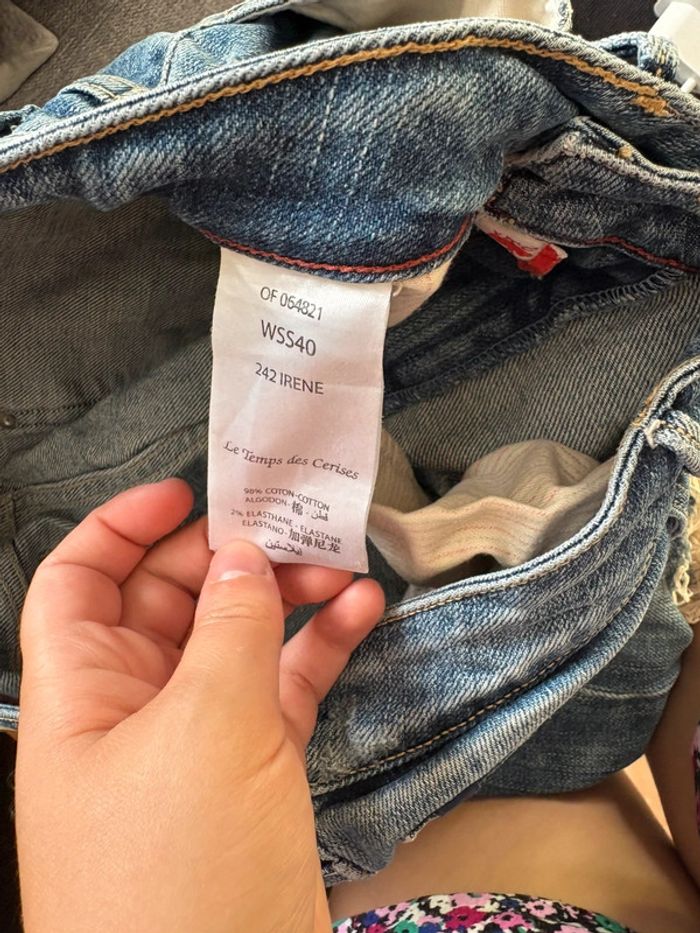 OF 064821
WSS40
242 IRENE
Le Temps des Cerises
98% COTON-COTTON
ALGODON-棉 - قطن
2% ELASTHANE - ELASTANE
ELASTANO-加弹尼龙
إيلاستين